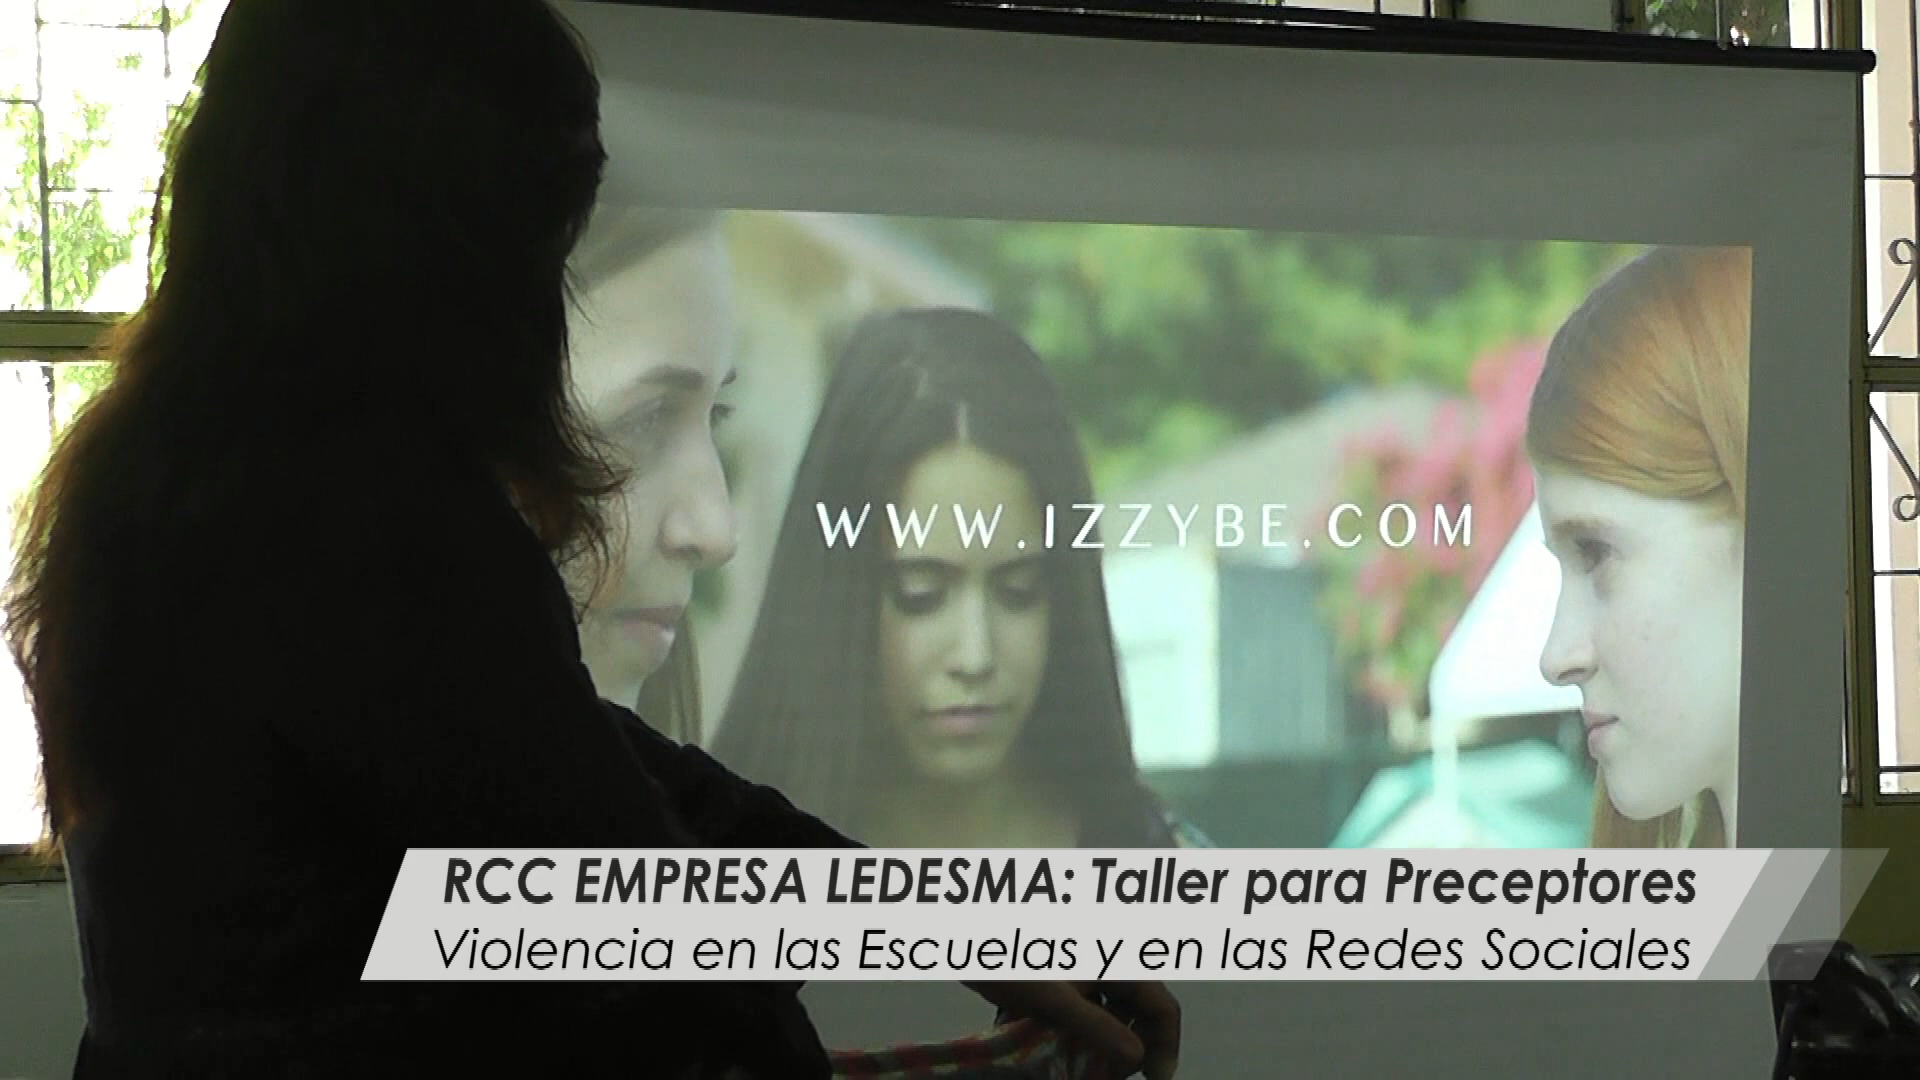 WWW.IZZYBE.COM
RCC EMPRESA LEDESMA: Taller para Preceptores
Violencia en las Escuelas y en las Redes Sociales